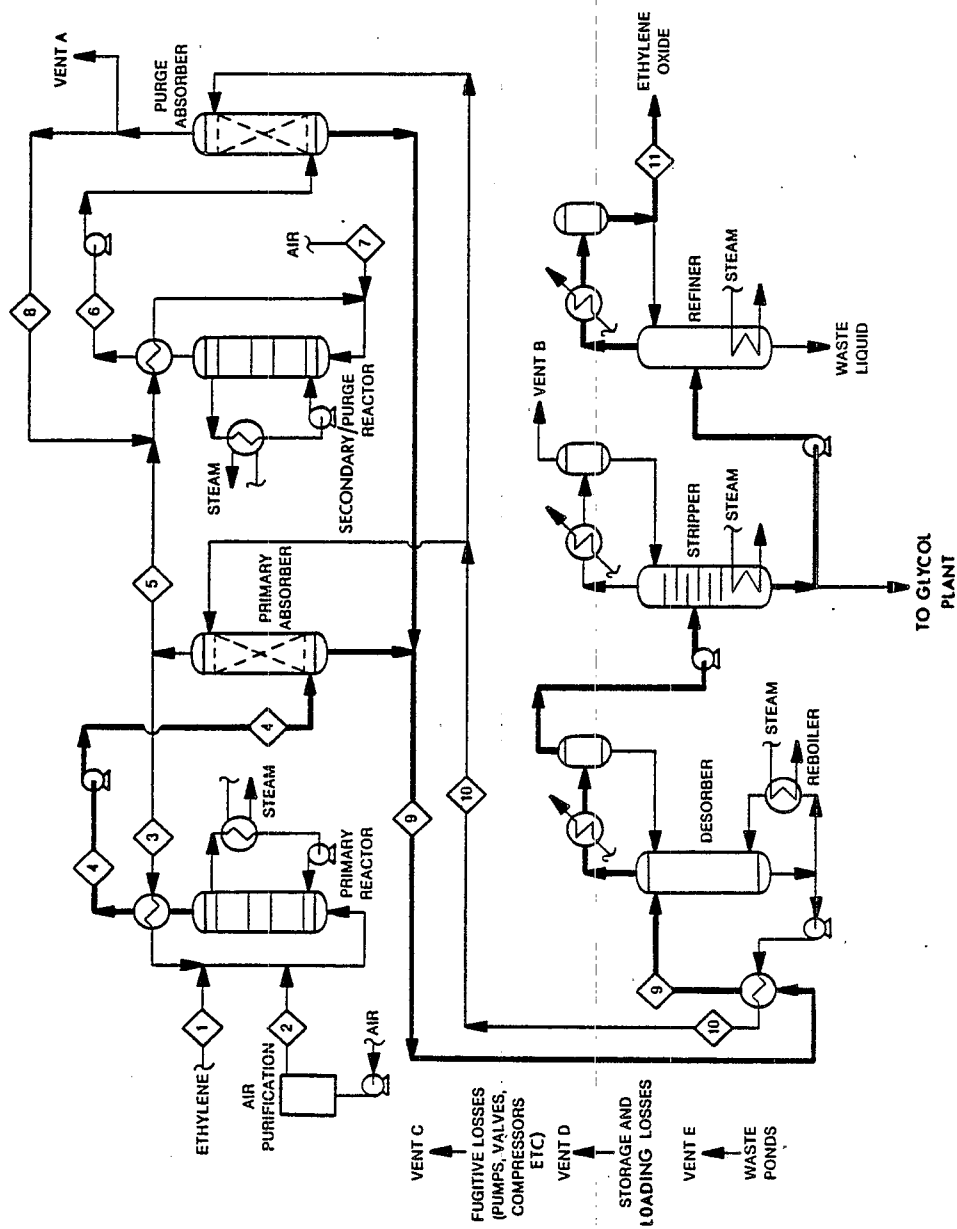 VENT A
PURGE
ABSORBER
8
6
AIR
7
STEAM
SECONDARY/PURGE
REACTOR
5
PRIMARY
ABSORBER
3
4
4
STEAM
PRIMARY
REACTOR
1
ETHYLENE
2
AIR
PURIFICATION
AIR
9
10
ETHYLENE
OXIDE
11
REFINER
STEAM
WASTE
LIQUID
VENT B
STRIPPER
STEAM
TO GLYCOL
PLANT
DESORBER
STEAM
REBOILER
9
10
VENT C
FUGITIVE LOSSES
(PUMPS, VALVES,
COMPRESSORS
ETC)
VENT D
STORAGE AND
LOADING LOSSES
VENT E
WASTE
PONDS